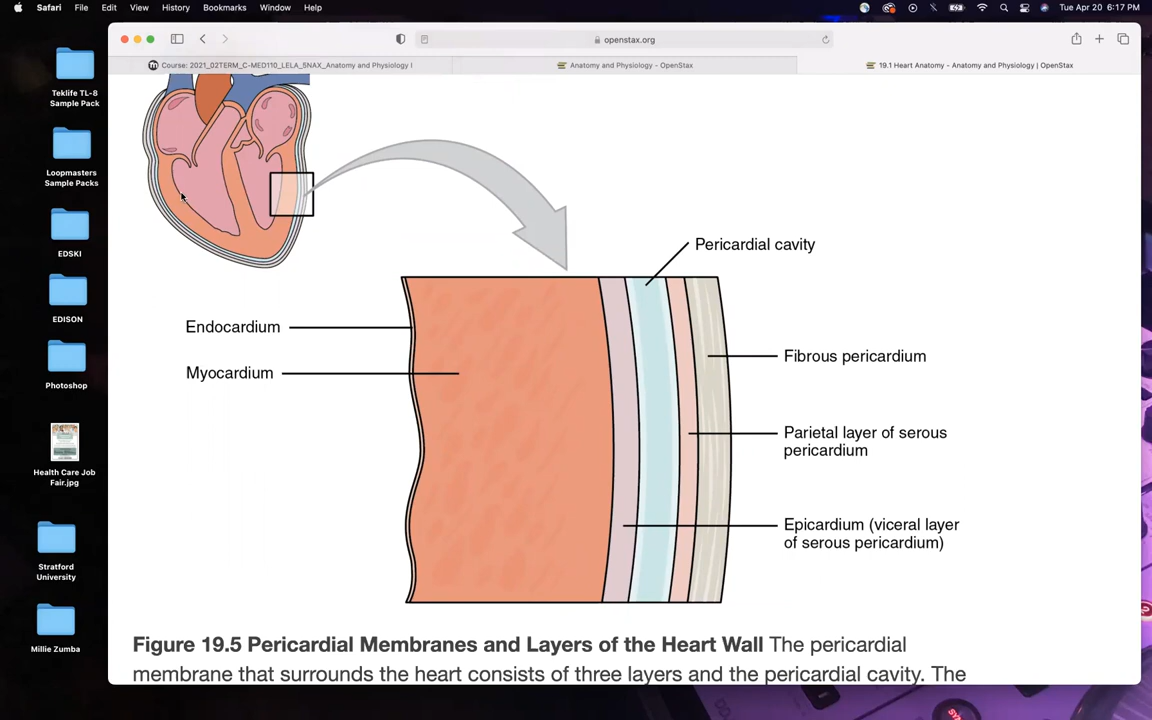 Safari File Edit View History Bookmarks Window Help Tue Apr 20 6:17 PM
openstax.org
Course: 2021_02TERM_C-MED110_LELA_5NAX_Anatomy and Physiology I
Anatomy and Physiology - OpenStax
19.1 Heart Anatomy - Anatomy and Physiology | OpenStax
Teklife TL-8
Sample Pack
Loopmasters
Sample Packs
EDSKI
EDISON
Photoshop
Health Care Job
Fair.jpg
Stratford
University
Millie Zumba
Pericardial cavity
Endocardium
Myocardium
Fibrous pericardium
Parietal layer of serous
pericardium
Epicardium (viceral layer
of serous pericardium)
Figure 19.5 Pericardial Membranes and Layers of the Heart Wall The pericardial
membrane that surrounds the heart consists of three layers and the pericardial cavity. The